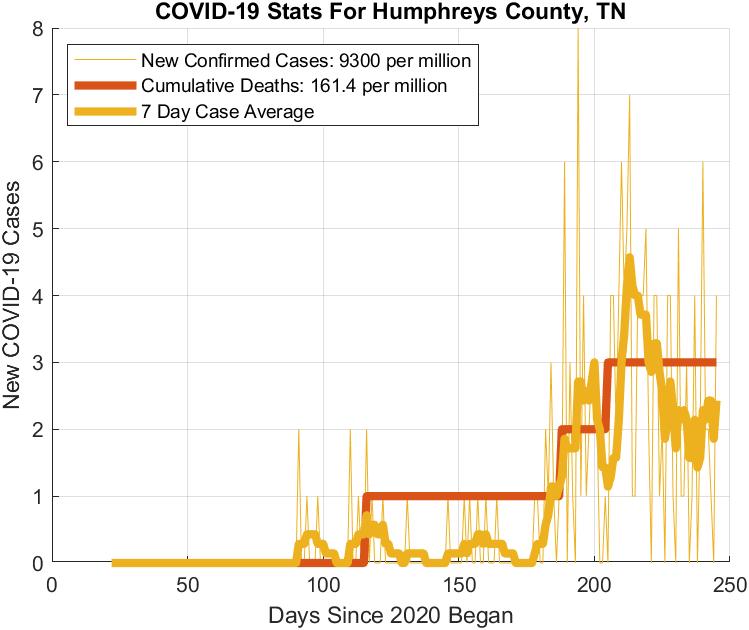 COVID-19 Stats For Humphreys County, TN
New Confirmed Cases: 9300 per million
Cumulative Deaths: 161.4 per million
7 Day Case Average
New COVID-19 Cases
8
7
6
5
4
3
2
1
0
0 50 100 150 200 250
Days Since 2020 Began